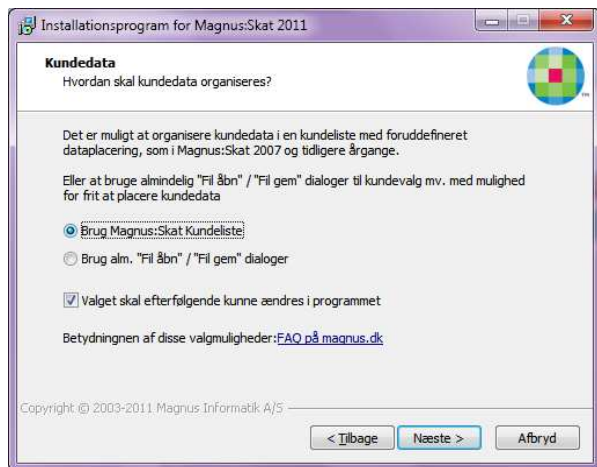 Installationsprogram for Magnus:Skat 2011
Kundedata
Hvordan skal kundedata organiseres?
TM
Det er muligt at organisere kundedata i en kundeliste med foruddefineret
dataplacering, som i Magnus:Skat 2007 og tidligere årgange.
Eller at bruge almindelig "Fil åbn" / "Fil gem" dialoger til kundevalg mv. med mulighed
for frit at placere kundedata
Brug Magnus:Skat Kundeliste
Brug alm. "Fil åbn" / "Fil gem" dialoger
Valget skal efterfølgende kunne ændres i programmet
Betydningnen af disse valgmuligheder:FAQ på magnus.dk
Copyright © 2003-2011 Magnus Informatik A/S
< Tilbage Næste > Afbryd